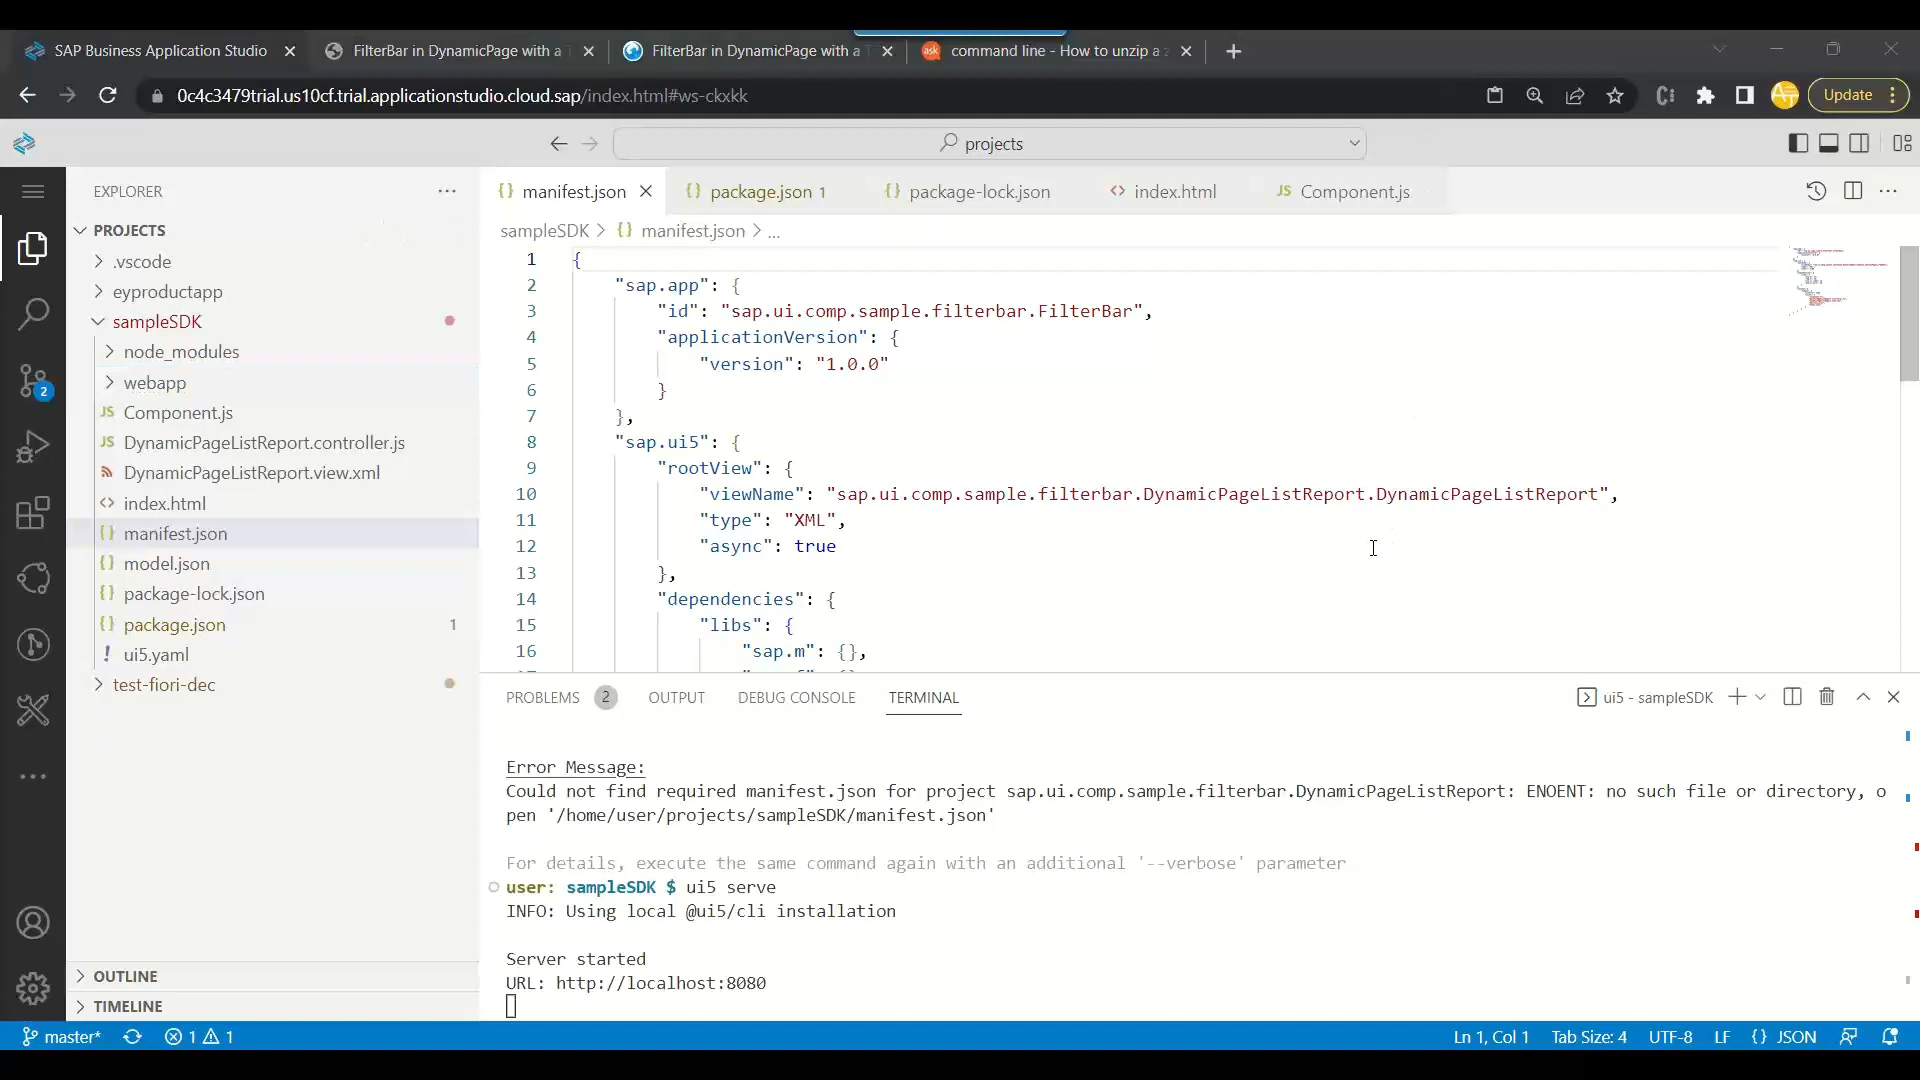 SAP Business Application Studio
FilterBar in DynamicPage with a T
FilterBar in DynamicPage with a T
ask
command line - How to unzip a z
0c4c3479trial.us10cf.trial.applicationstudio.cloud.sap/index.html#ws-ckxkk
Update
projects
EXPLORER
PROJECTS
.vscode
eyproductapp
sampleSDK
node_modules
webapp
JS Component.js
JS DynamicPageListReport.controller.js
DynamicPageListReport.view.xml
<> index.html
{} manifest.json
{} model.json
{} package-lock.json
{} package.json 1
! ui5.yaml
test-fiori-dec
OUTLINE
TIMELINE
2
{} manifest.json
{} package.json 1
{} package-lock.json
<> index.html
JS Component.js
sampleSDK > {} manifest.json > ...
1 {
2 "sap.app": {
3 "id": "sap.ui.comp.sample.filterbar.FilterBar",
4 "applicationVersion": {
5 "version": "1.0.0"
6 }
7 },
8 "sap.ui5": {
9 "rootView": {
10 "viewName": "sap.ui.comp.sample.filterbar.DynamicPageListReport.DynamicPageListReport",
11 "type": "XML",
12 "async": true
13 },
14 "dependencies": {
15 "libs": {
16 "sap.m": {},
PROBLEMS 2
OUTPUT
DEBUG CONSOLE
TERMINAL
ui5 - sampleSDK
Error Message:
Could not find required manifest.json for project sap.ui.comp.sample.filterbar.DynamicPageListReport: ENOENT: no such file or directory, o
pen '/home/user/projects/sampleSDK/manifest.json'
For details, execute the same command again with an additional '--verbose' parameter
user: sampleSDK $ ui5 serve
INFO: Using local @ui5/cli installation
Server started
URL: http://localhost:8080
master*
1 1
Ln 1, Col 1
Tab Size: 4
UTF-8
LF
{} JSON